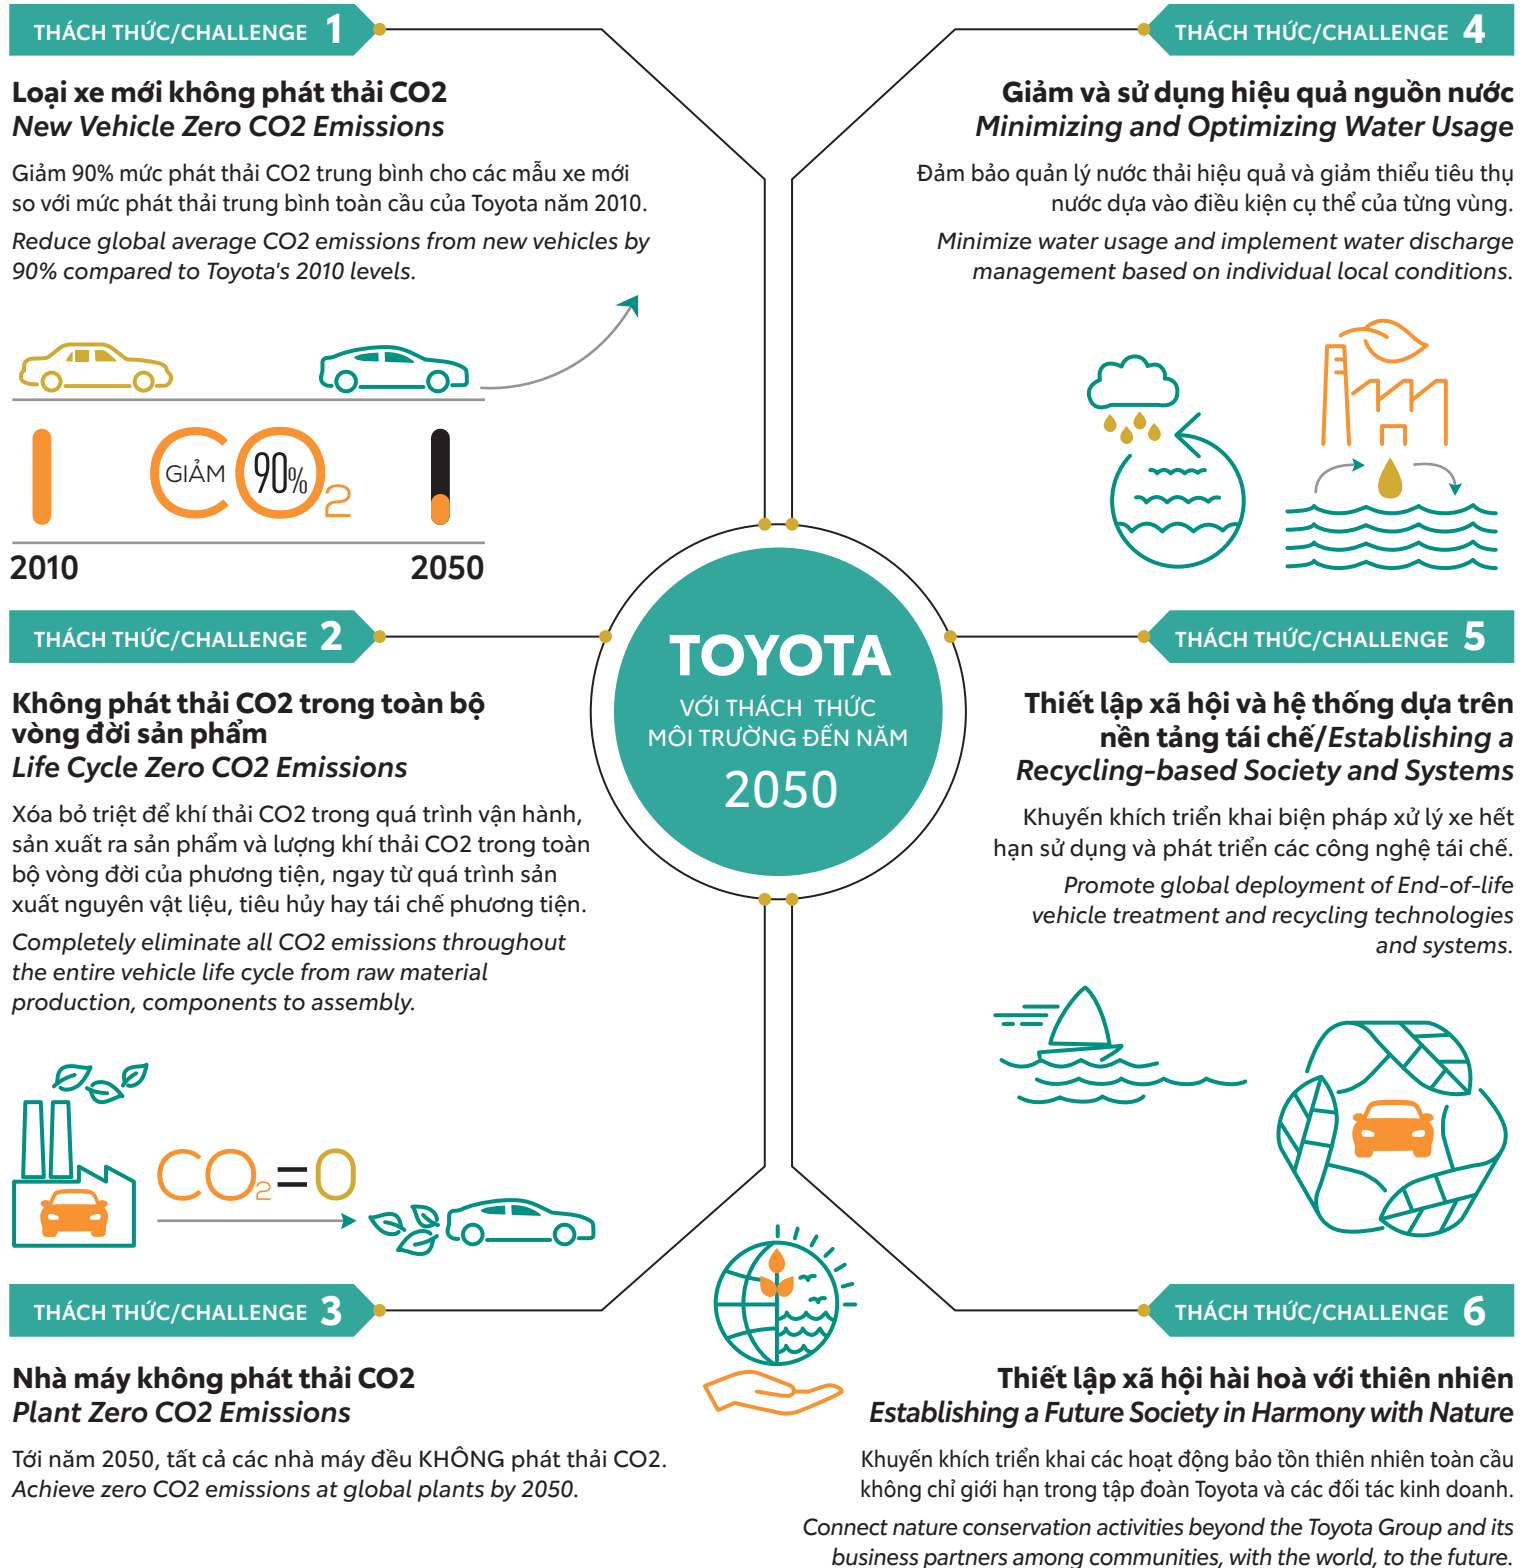 THÁCH THỨC/CHALLENGE 1
Loại xe mới không phát thải CO2
New Vehicle Zero CO2 Emissions
Giảm 90% mức phát thải CO2 trung bình cho các mẫu xe mới
so với mức phát thải trung bình toàn cầu của Toyota năm 2010.
Reduce global average CO2 emissions from new vehicles by
90% compared to Toyota's 2010 levels.
CO2
GIẢM 90%
2010 2050
THÁCH THỨC/CHALLENGE 2
Không phát thải CO2 trong toàn bộ
vòng đời sản phẩm
Life Cycle Zero CO2 Emissions
Xóa bỏ triệt để khí thải CO2 trong quá trình vận hành,
sản xuất ra sản phẩm và lượng khí thải CO2 trong toàn
bộ vòng đời của phương tiện, ngay từ quá trình sản
xuất nguyên vật liệu, tiêu hủy hay tái chế phương tiện.
Completely eliminate all CO2 emissions throughout
the entire vehicle life cycle from raw material
production, components to assembly.
CO2=0
THÁCH THỨC/CHALLENGE 3
Nhà máy không phát thải CO2
Plant Zero CO2 Emissions
Tới năm 2050, tất cả các nhà máy đều KHÔNG phát thải CO2.
Achieve zero CO2 emissions at global plants by 2050.
TOYOTA
VỚI THÁCH THỨC
MÔI TRƯỜNG ĐẾN NĂM
2050
THÁCH THỨC/CHALLENGE 4
Giảm và sử dụng hiệu quả nguồn nước
Minimizing and Optimizing Water Usage
Đảm bảo quản lý nước thải hiệu quả và giảm thiểu tiêu thụ
nước dựa vào điều kiện cụ thể của từng vùng.
Minimize water usage and implement water discharge
management based on individual local conditions.
THÁCH THỨC/CHALLENGE 5
Thiết lập xã hội và hệ thống dựa trên
nền tảng tái chế/Establishing a
Recycling-based Society and Systems
Khuyến khích triển khai biện pháp xử lý xe hết
hạn sử dụng và phát triển các công nghệ tái chế.
Promote global deployment of End-of-life
vehicle treatment and recycling technologies
and systems.
THÁCH THỨC/CHALLENGE 6
Thiết lập xã hội hài hoà với thiên nhiên
Establishing a Future Society in Harmony with Nature
Khuyến khích triển khai các hoạt động bảo tồn thiên nhiên toàn cầu
không chỉ giới hạn trong tập đoàn Toyota và các đối tác kinh doanh.
Connect nature conservation activities beyond the Toyota Group and its
business partners among communities, with the world, to the future.